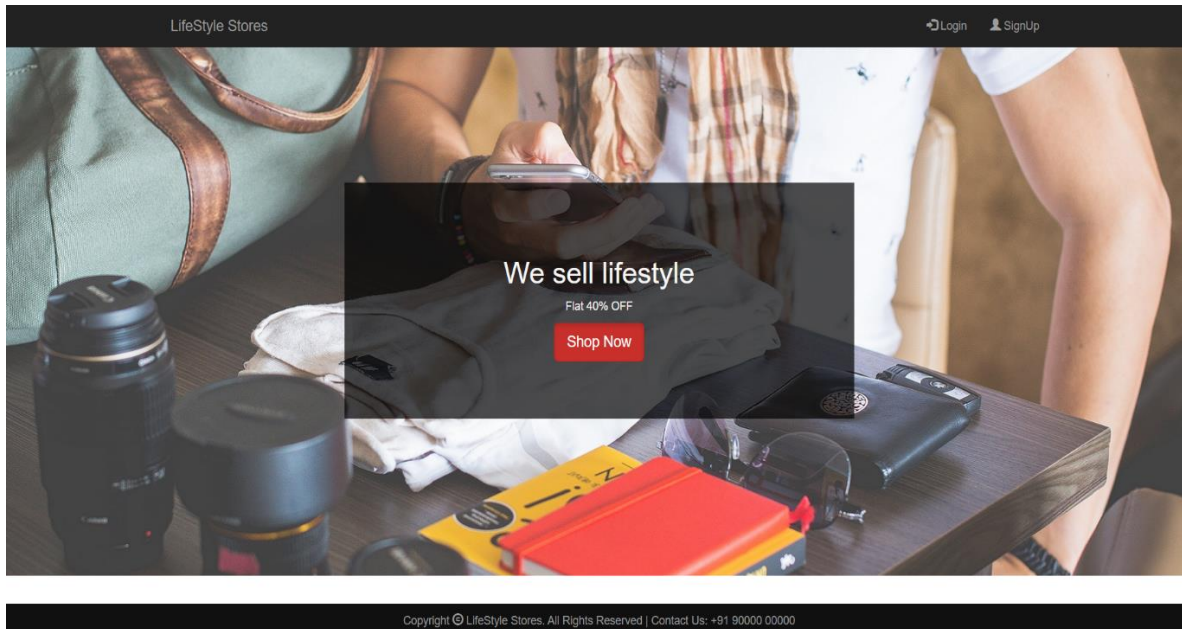 LifeStyle Stores
Login SignUp
We sell lifestyle
Flat 40% OFF
Shop Now
Canon
Copyright © LifeStyle Stores. All Rights Reserved | Contact Us: +91 90000 00000